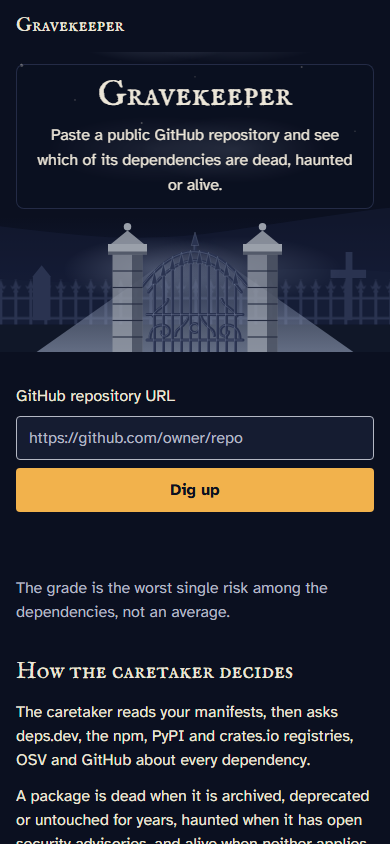 Gravekeeper
Gravekeeper
Paste a public GitHub repository and see
which of its dependencies are dead, haunted
or alive.
GitHub repository URL
https://github.com/owner/repo
Dig up
The grade is the worst single risk among the
dependencies, not an average.
How the caretaker decides
The caretaker reads your manifests, then asks
deps.dev, the npm, PyPI and crates.io registries,
OSV and GitHub about every dependency.
A package is dead when it is archived, deprecated
or untouched for years, haunted when it has open
security advisories, and alive when neither applies